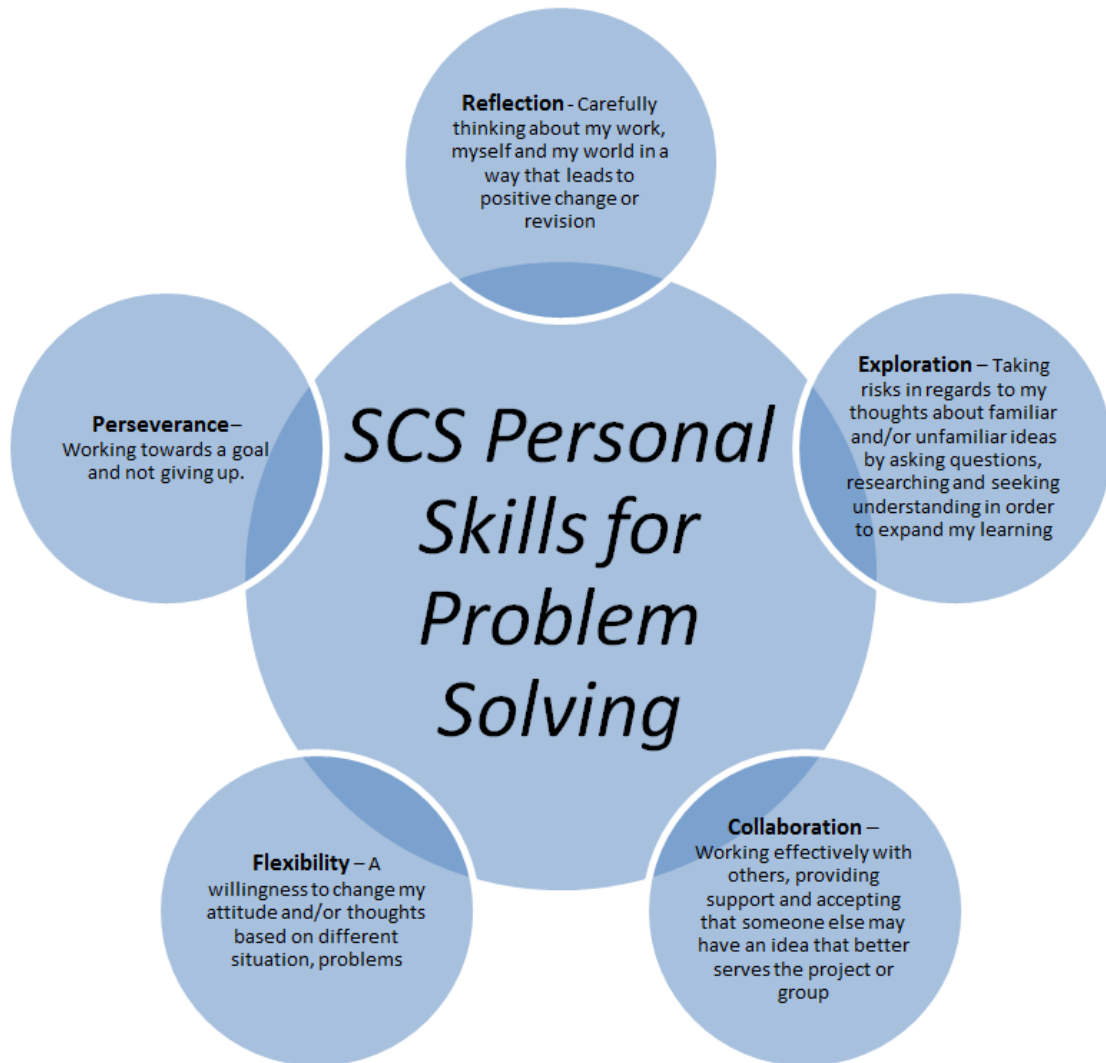 Reflection - Carefully
thinking about my work,
myself and my world in a
way that leads to
positive change or
revision
Exploration – Taking
risks in regards to my
thoughts about familiar
and/or unfamiliar ideas
by asking questions,
researching and seeking
understanding in order
to expand my learning
Perseverance–
Working towards a goal
and not giving up.
SCS Personal
Skills for
Problem
Solving
Collaboration –
Working effectively with
others, providing
support and accepting
that someone else may
have an idea that better
serves the project or
group
Flexibility – A
willingness to change my
attitude and/or thoughts
based on different
situation, problems